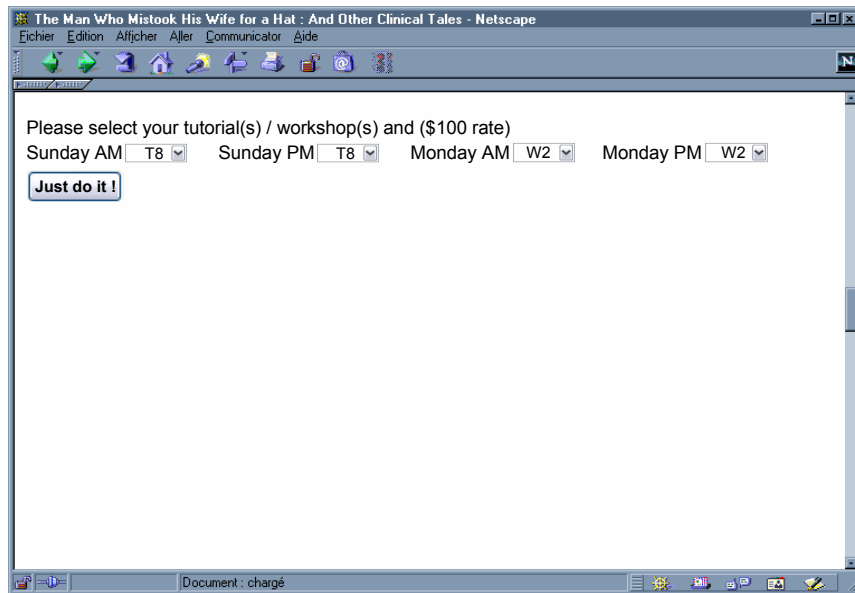 The Man Who Mistook His Wife for a Hat : And Other Clinical Tales - Netscape
Eichier Edition Afficher Aller Communicator Aide
Please select your tutorial(s) / workshop(s) and ($100 rate)
Sunday AM T8 Sunday PM T8 Monday AM W2 Monday PM W2
Just do it !
Document : chargé